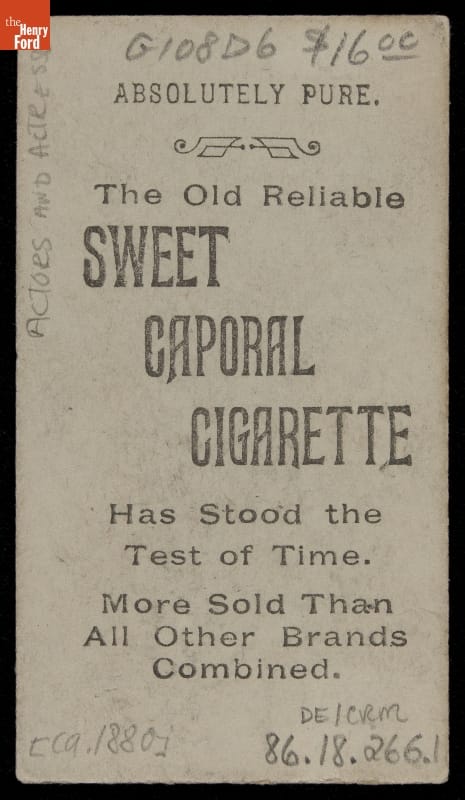 the
Henry
Ford
G108D6 $16.00
ABSOLUTELY PURE.
ACTORS AND ACTRESS
The Old Reliable
SWEET
CAPORAL
CIGARETTE
Has Stood the
Test of Time.
More Sold Than
All Other Brands
Combined.
DE/CRM
[ca.1880]
86.18.266.1